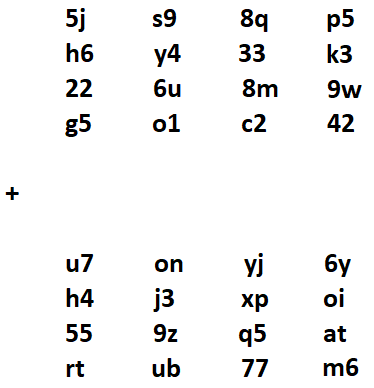 5j s9 8q p5
h6 y4 33 k3
22 6u 8m 9w
g5 o1 c2 42
+
u7 on yj 6y
h4 j3 xp oi
55 9z q5 at
rt ub 77 m6